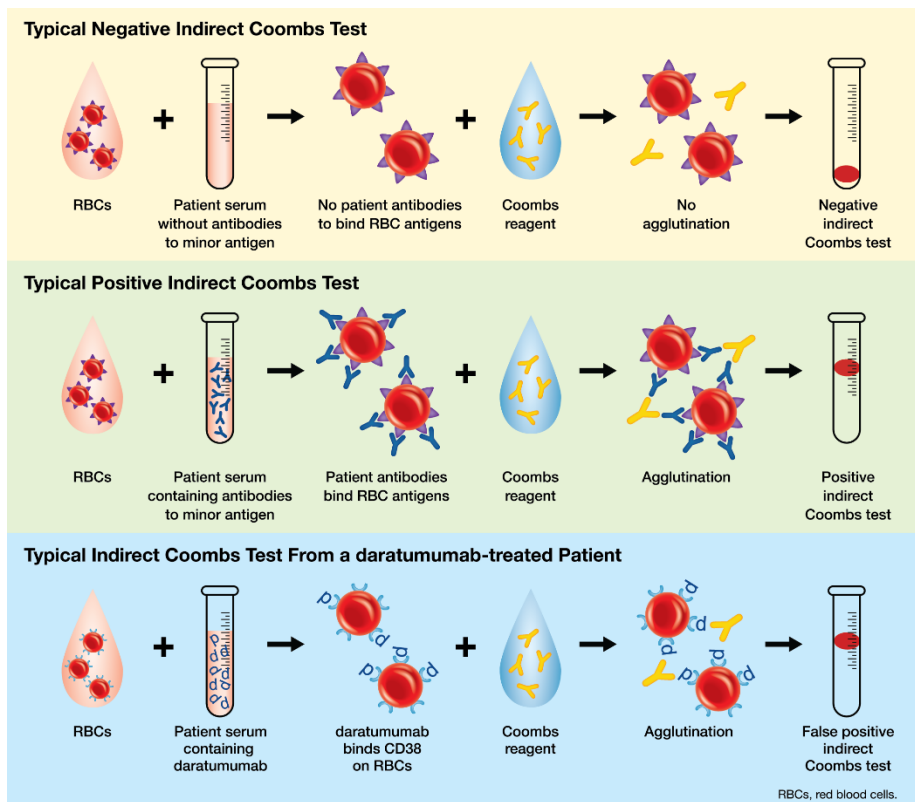 Typical Negative Indirect Coombs Test
RBCs
Patient serum
without antibodies
to minor antigen
No patient antibodies
to bind RBC antigens
Coombs
reagent
No
agglutination
Negative
indirect
Coombs test
Typical Positive Indirect Coombs Test
RBCs
Patient serum
containing antibodies
to minor antigen
Patient antibodies
bind RBC antigens
Coombs
reagent
Agglutination
Positive
indirect
Coombs test
Typical Indirect Coombs Test From a daratumumab-treated Patient
RBCs
Patient serum
containing
daratumumab
daratumumab
binds CD38
on RBCs
Coombs
reagent
Agglutination
False positive
indirect
Coombs test
RBCs, red blood cells.